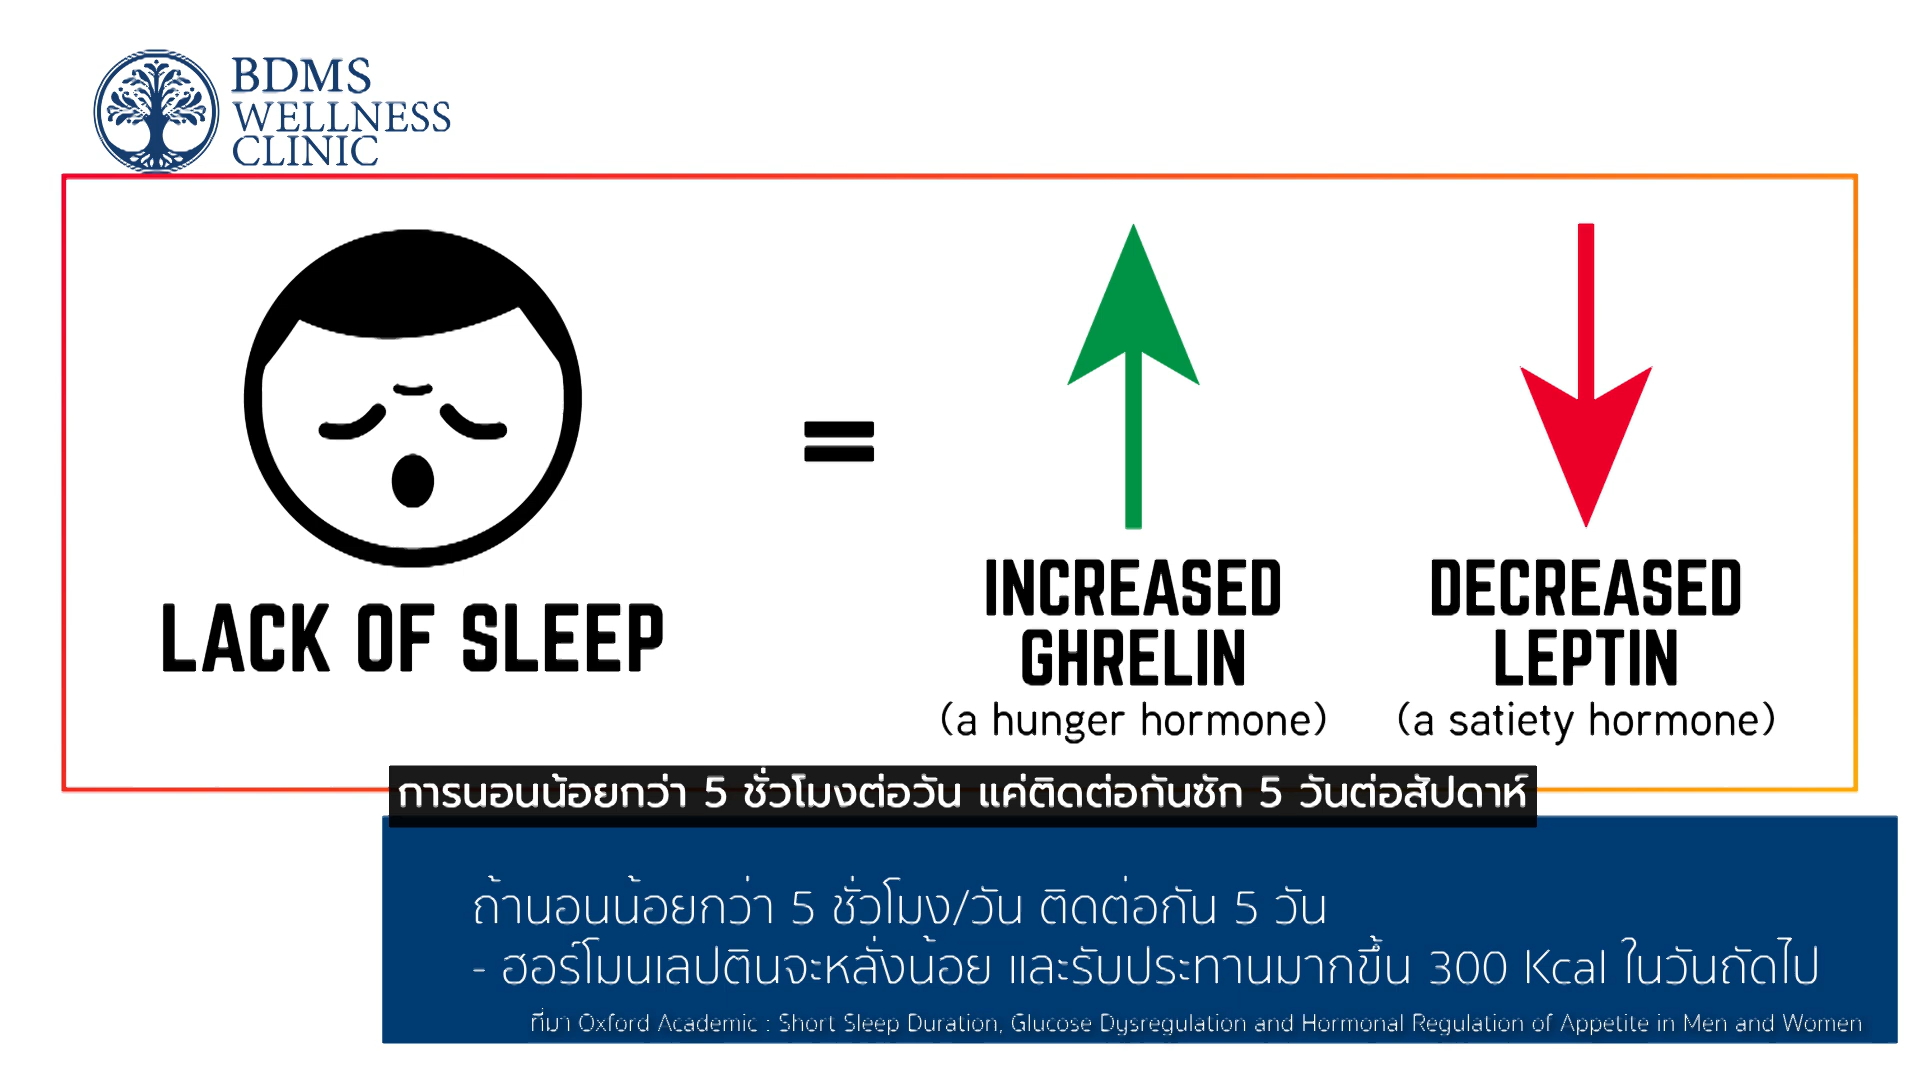 BDMS
WELLNESS
CLINIC
LACK OF SLEEP
=
INCREASED
GHRELIN
(a hunger hormone)
DECREASED
LEPTIN
(a satiety hormone)
การนอนน้อยกว่า 5 ชั่วโมงต่อวัน แค่ติดต่อกันซัก 5 วันต่อสัปดาห์
ถ้านอนน้อยกว่า 5 ชั่วโมง/วัน ติดต่อกัน 5 วัน
- ฮอร์โมนเลปตินจะหลั่งน้อย และรับประทานมากขึ้น 300 Kcal ในวันถัดไป
ที่มา Oxford Academic : Short Sleep Duration, Glucose Dysregulation and Hormonal Regulation of Appetite in Men and Women